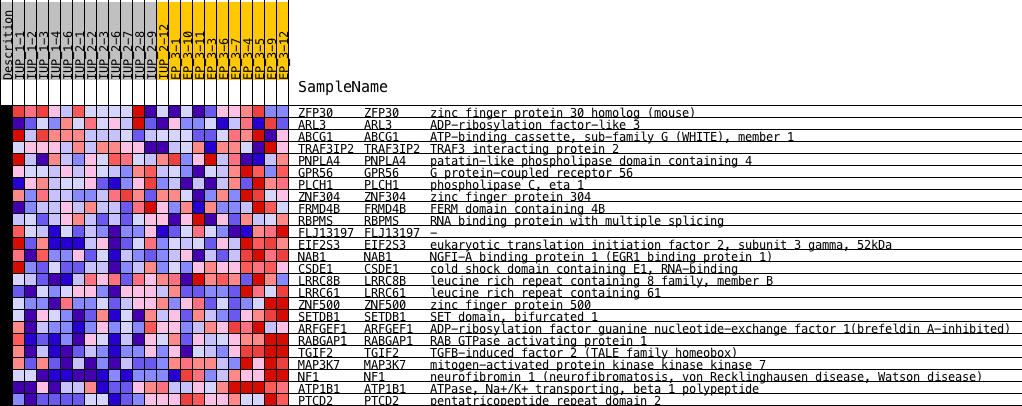 Descrition
IUP_1-1
IUP_1-2
IUP_1-3
IUP_1-4
IUP_1-6
IUP_2-1
IUP_2-2
IUP_2-3
IUP_2-6
IUP_2-7
IUP_2-8
IUP_2-9
IUP_2-12
EP_3-1
EP_3-10
EP_3-11
EP_3-3
EP_3-6
EP_3-7
EP_3-4
EP_3-5
EP_3-9
EP_3-12
SampleName
ZFP30 ZFP30 zinc finger protein 30 homolog (mouse)
ARL3 ARL3 ADP-ribosylation factor-like 3
ABCG1 ABCG1 ATP-binding cassette, sub-family G (WHITE), member 1
TRAF3IP2 TRAF3IP2 TRAF3 interacting protein 2
PNPLA4 PNPLA4 patatin-like phospholipase domain containing 4
GPR56 GPR56 G protein-coupled receptor 56
PLCH1 PLCH1 phospholipase C, eta 1
ZNF304 ZNF304 zinc finger protein 304
FRMD4B FRMD4B FERM domain containing 4B
RBPMS RBPMS RNA binding protein with multiple splicing
FLJ13197 FLJ13197 -
EIF2S3 EIF2S3 eukaryotic translation initiation factor 2, subunit 3 gamma, 52kDa
NAB1 NAB1 NGFI-A binding protein 1 (EGR1 binding protein 1)
CSDE1 CSDE1 cold shock domain containing E1, RNA-binding
LRRC8B LRRC8B leucine rich repeat containing 8 family, member B
LRRC61 LRRC61 leucine rich repeat containing 61
ZNF500 ZNF500 zinc finger protein 500
SETDB1 SETDB1 SET domain, bifurcated 1
ARFGEF1 ARFGEF1 ADP-ribosylation factor guanine nucleotide-exchange factor 1(brefeldin A-inhibited)
RABGAP1 RABGAP1 RAB GTPase activating protein 1
TGIF2 TGIF2 TGFB-induced factor 2 (TALE family homeobox)
MAP3K7 MAP3K7 mitogen-activated protein kinase kinase kinase 7
NF1 NF1 neurofibromin 1 (neurofibromatosis, von Recklinghausen disease, Watson disease)
ATP1B1 ATP1B1 ATPase, Na+/K+ transporting, beta 1 polypeptide
PTCD2 PTCD2 pentatricopeptide repeat domain 2